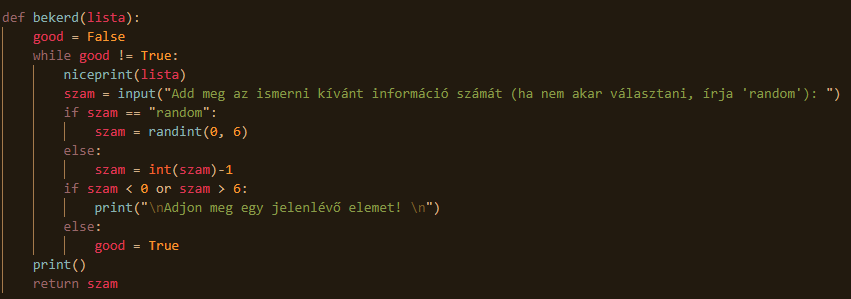 def bekerd(lista):
    good = False
    while good != True:
        niceprint(lista)
        szam = input("Add meg az ismerni kívánt információ számát (ha nem akar választani, írja 'random'): ")
        if szam == "random":
            szam = randint(0, 6)
        else:
            szam = int(szam)-1
        if szam < 0 or szam > 6:
            print("\nAdjon meg egy jelenlévő elemet! \n")
        else:
            good = True
    print()
    return szam